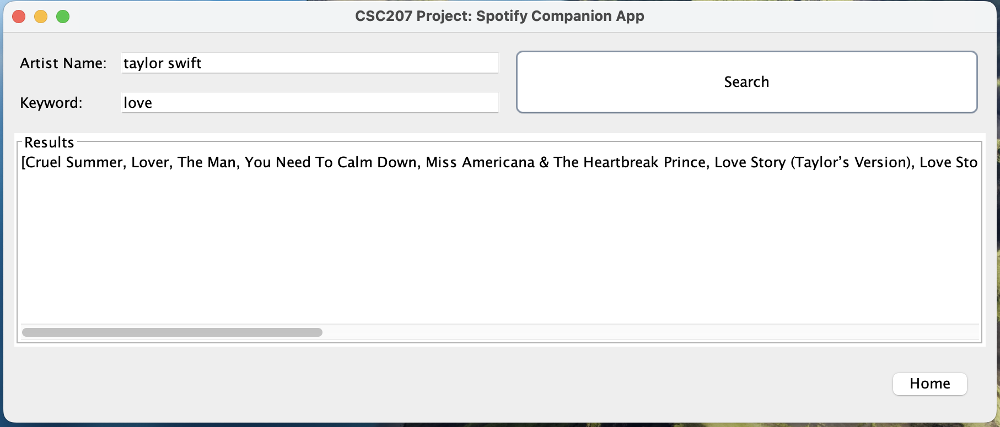 CSC207 Project: Spotify Companion App
Artist Name: taylor swift
Search
Keyword: love
Results
[Cruel Summer, Lover, The Man, You Need To Calm Down, Miss Americana & The Heartbreak Prince, Love Story (Taylor’s Version), Love Sto
Home